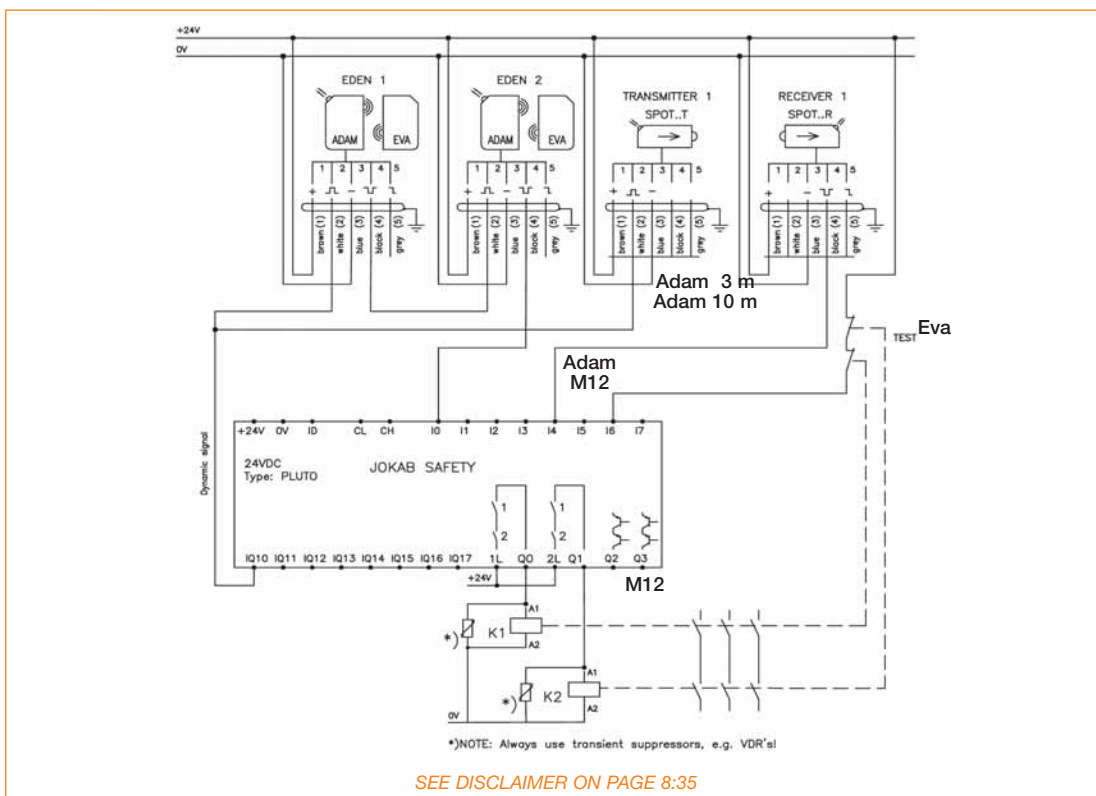 +24V
0V
EDEN 1
EDEN 2
TRANSMITTER 1
RECEIVER 1
SPOT..T
SPOT..R
ADAM
EVA
ADAM
EVA
1 2 3 4 5
1 2 3 4 5
1 2 3 4 5
1 2 3 4 5
+ –
+ –
+ –
+ –
brown (1)
white (2)
blue (3)
black (4)
grey (5)
brown (1)
white (2)
blue (3)
black (4)
grey (5)
brown (1)
white (2)
blue (3)
black (4)
grey (5)
brown (1)
white (2)
blue (3)
black (4)
grey (5)
Adam 3 m
Adam 10 m
TEST
Eva
Adam
M12
Dynamic signal
+24V 0V ID CL CH I0 I1 I2 I3 I4 I5 I6 I7
24VDC
Type: PLUTO
JOKAB SAFETY
1
2
1
2
IQ10 IQ11 IQ12 IQ13 IQ14 IQ15 IQ16 IQ17 1L Q0 2L Q1 Q2 Q3
+24V
M12
A1
*)
K1
A2
A1
*)
K2
A2
0V
*)NOTE: Always use transient suppressors, e.g. VDR's!
SEE DISCLAIMER ON PAGE 8:35